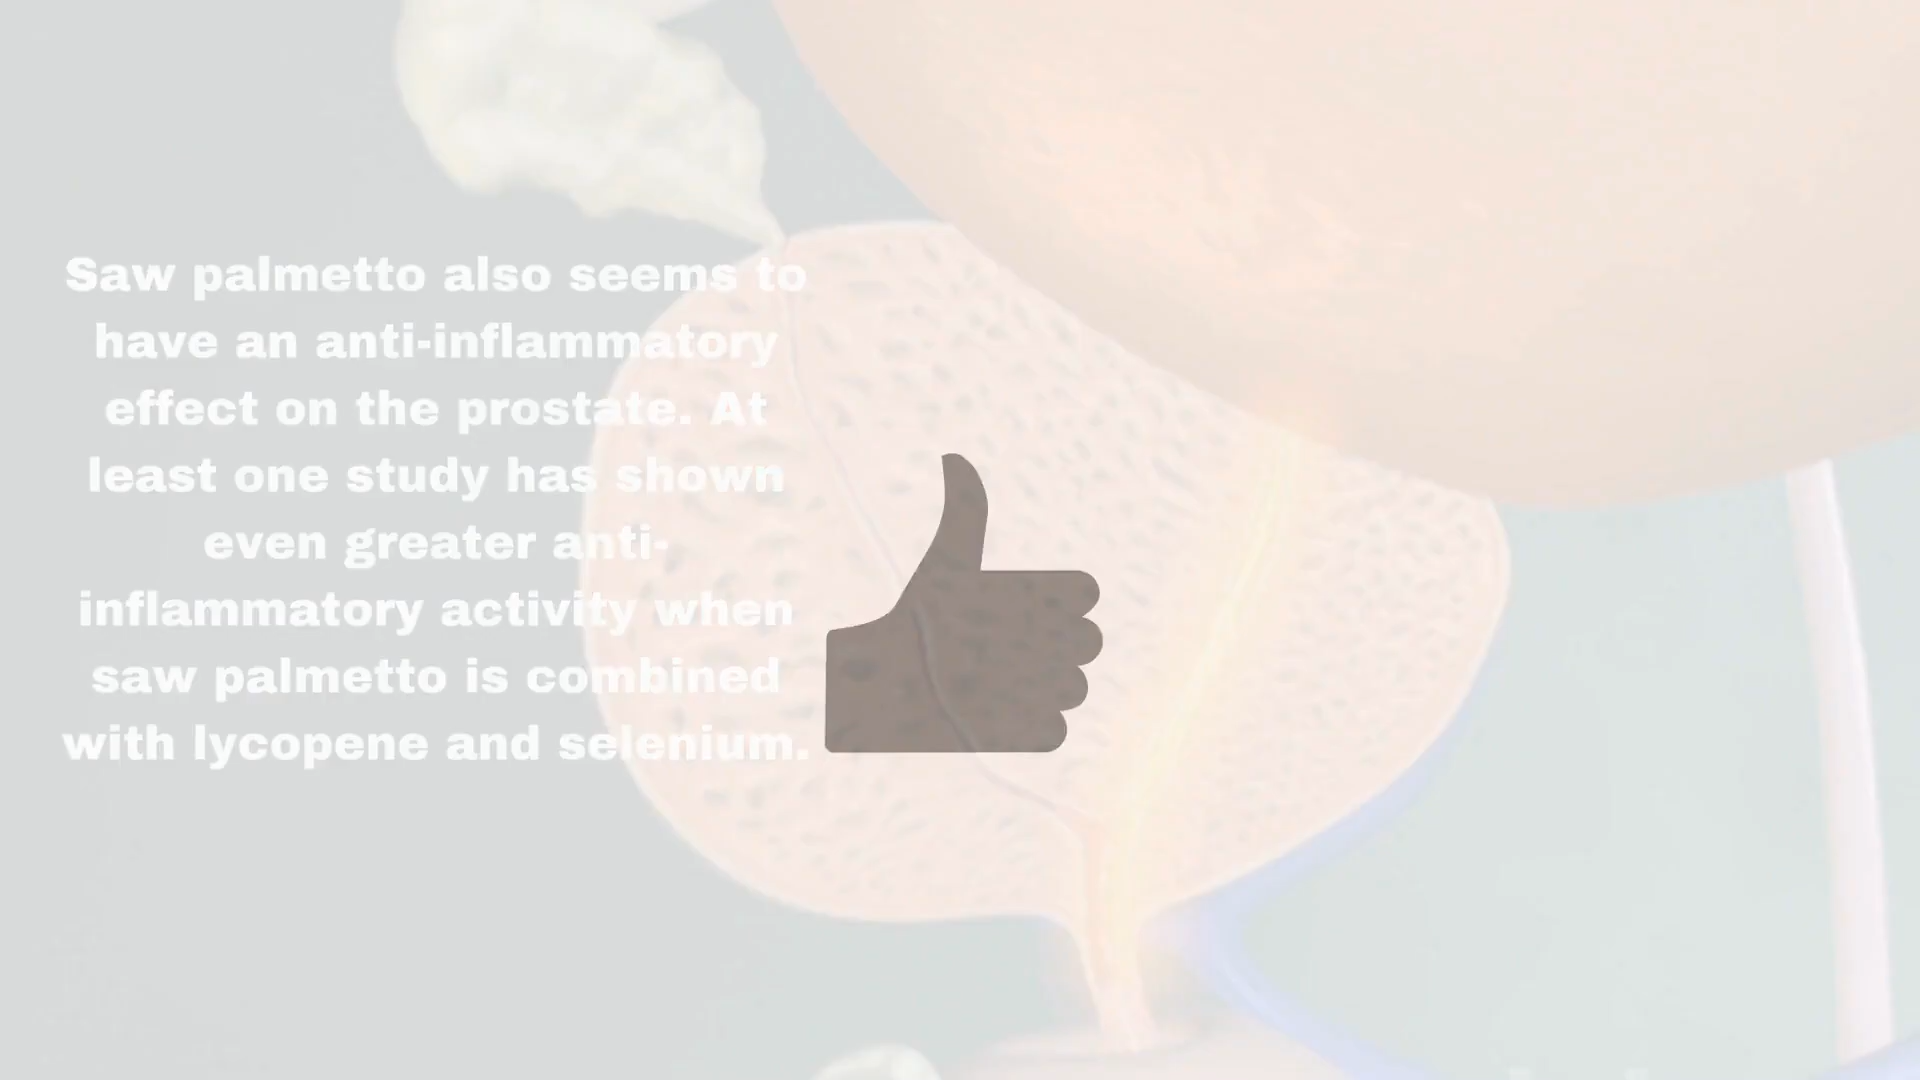 Saw palmetto also seems to
have an anti-inflammatory
effect on the prostate. At
least one study has shown
even greater anti-
inflammatory activity when
saw palmetto is combined
with lycopene and selenium.